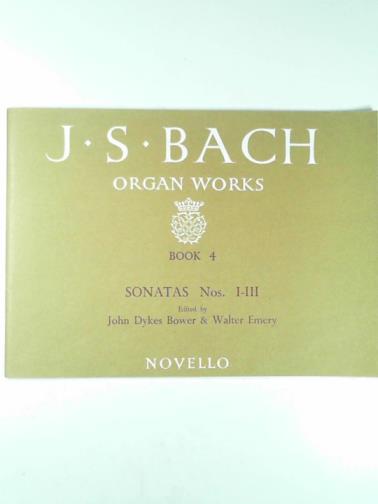 J·S·BACH
ORGAN WORKS
BOOK 4
SONATAS Nos. I-III
Edited by
John Dykes Bower & Walter Emery
NOVELLO